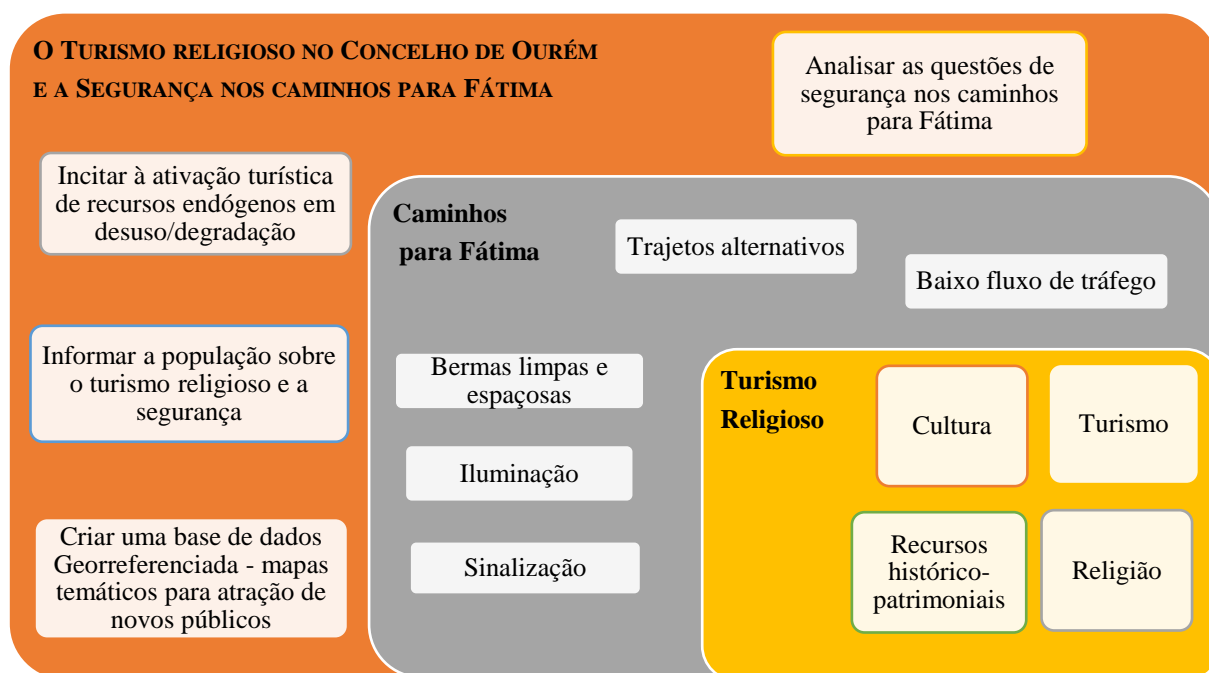 O TURISMO RELIGIOSO NO CONCELHO DE OURÉM
E A SEGURANÇA NOS CAMINHOS PARA FÁTIMA
Analisar as questões de
segurança nos caminhos
para Fátima
Incitar à ativação turística
de recursos endógenos em
desuso/degradação
Informar a população sobre
o turismo religioso e a
segurança
Criar uma base de dados
Georreferenciada - mapas
temáticos para atração de
novos públicos
Caminhos
para Fátima
Trajetos alternativos
Baixo fluxo de tráfego
Bermas limpas e
espaçosas
Iluminação
Sinalização
Turismo
Religioso
Cultura
Turismo
Recursos
histórico-
patrimoniais
Religião